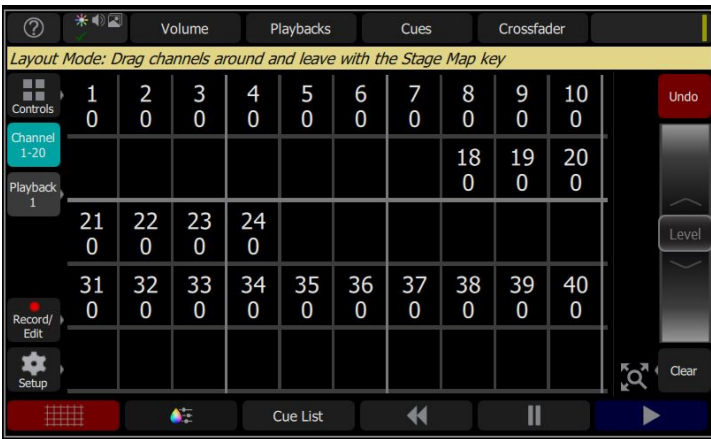 ?
Volume
Playbacks
Cues
Crossfader
Layout Mode: Drag channels around and leave with the Stage Map key
Controls
1 2 3 4 5 6 7 8 9 10
0 0 0 0 0 0 0 0 0 0
Undo
Channel
1-20
18 19 20
0 0 0
Playback
1
21 22 23 24
0 0 0 0
Level
31 32 33 34 35 36 37 38 39 40
0 0 0 0 0 0 0 0 0 0
Record/
Edit
Setup
Clear
Cue List